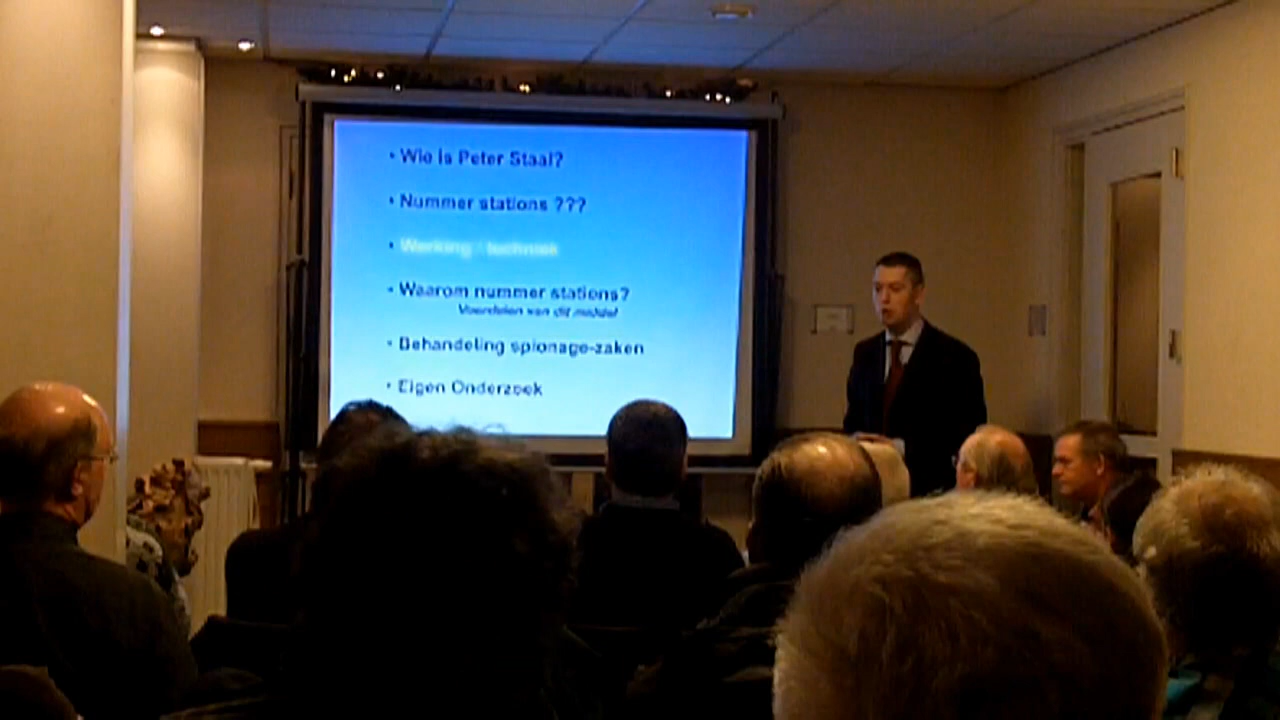 • Wie is Peter Staal?
• Nummer stations ???
• Werking / techniek
• Waarom nummer stations?
Voordelen van dit middel
• Behandeling spionage-zaken
• Eigen Onderzoek